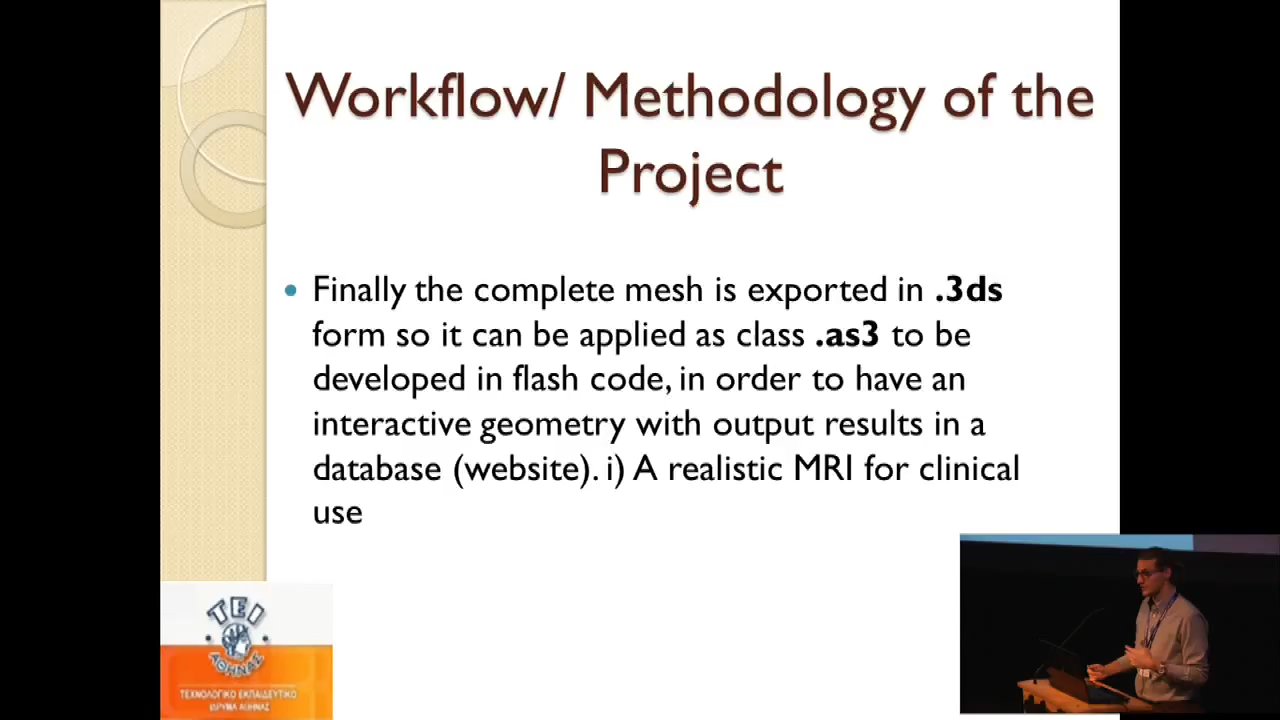 Workflow/ Methodology of the
Project
Finally the complete mesh is exported in .3ds
form so it can be applied as class .as3 to be
developed in flash code, in order to have an
interactive geometry with output results in a
database (website). i) A realistic MRI for clinical
use
ΤΕΙ
ΑΘΗΝΑΣ
ΤΕΧΝΟΛΟΓΙΚΟ ΕΚΠΑΙΔΕΥΤΙΚΟ
ΙΔΡΥΜΑ ΑΘΗΝΑΣ